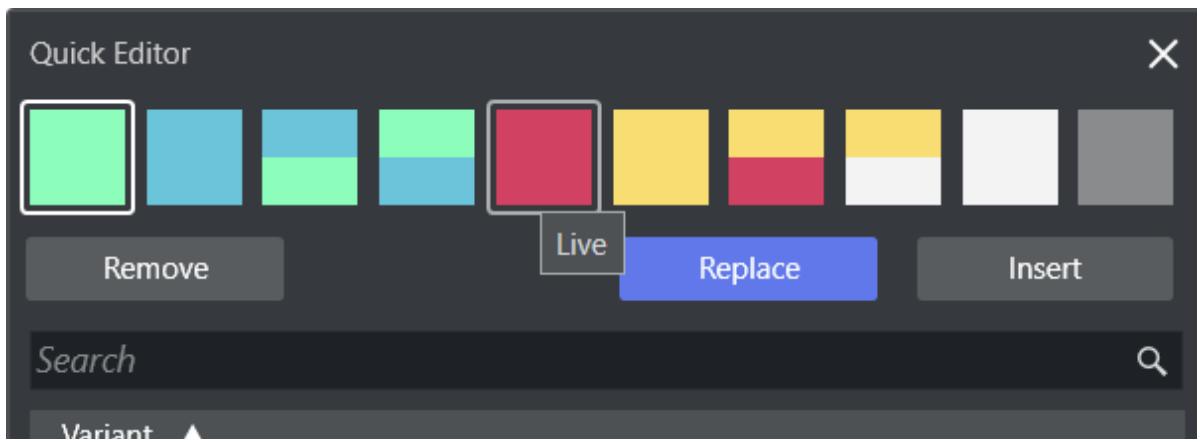 Quick Editor
Live
Remove
Replace
Insert
Search
Variant